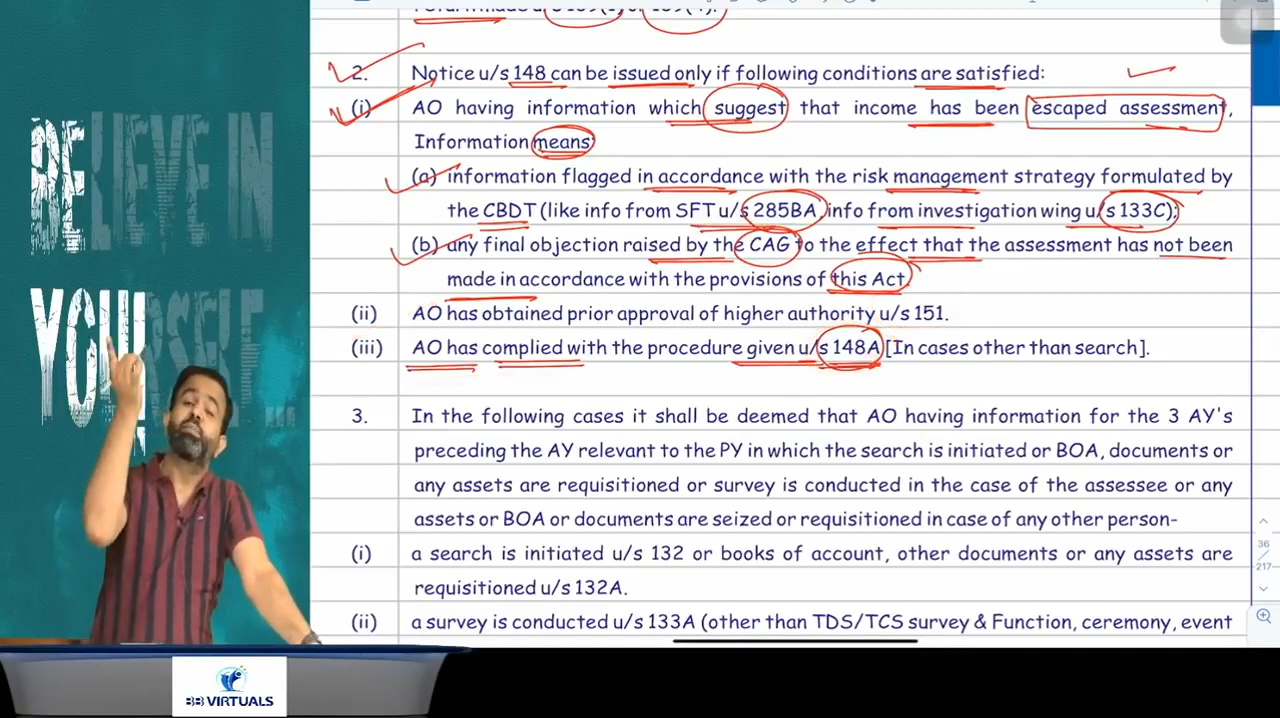 BELIEVE IN
YOURSELF...
2. Notice u/s 148 can be issued only if following conditions are satisfied:
(i) AO having information which suggest that income has been escaped assessment,
Information means
(a) information flagged in accordance with the risk management strategy formulated by
the CBDT (like info from SFT u/s 285BA, info from investigation wing u/s 133C);
(b) any final objection raised by the CAG to the effect that the assessment has not been
made in accordance with the provisions of this Act.
(ii) AO has obtained prior approval of higher authority u/s 151.
(iii) AO has complied with the procedure given u/s 148A [In cases other than search].
3. In the following cases it shall be deemed that AO having information for the 3 AY's
preceding the AY relevant to the PY in which the search is initiated or BOA, documents or
any assets are requisitioned or survey is conducted in the case of the assessee or any
assets or BOA or documents are seized or requisitioned in case of any other person-
(i) a search is initiated u/s 132 or books of account, other documents or any assets are
requisitioned u/s 132A.
(ii) a survey is conducted u/s 133A (other than TDS/TCS survey & Function, ceremony, event
36
217
BB VIRTUALS